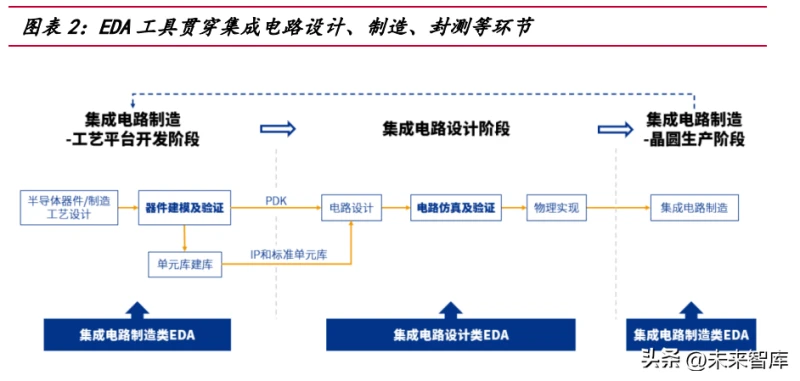 图表 2：EDA 工具贯穿集成电路设计、制造、封测等环节
集成电路制造
-工艺平台开发阶段
集成电路设计阶段
集成电路制造
-晶圆生产阶段
半导体器件/制造
工艺设计
器件建模及验证
PDK
电路设计
电路仿真及验证
物理实现
集成电路制造
单元库建库
IP和标准单元库
集成电路制造类EDA
集成电路设计类EDA
集成电路制造类EDA
头条 @未来智库